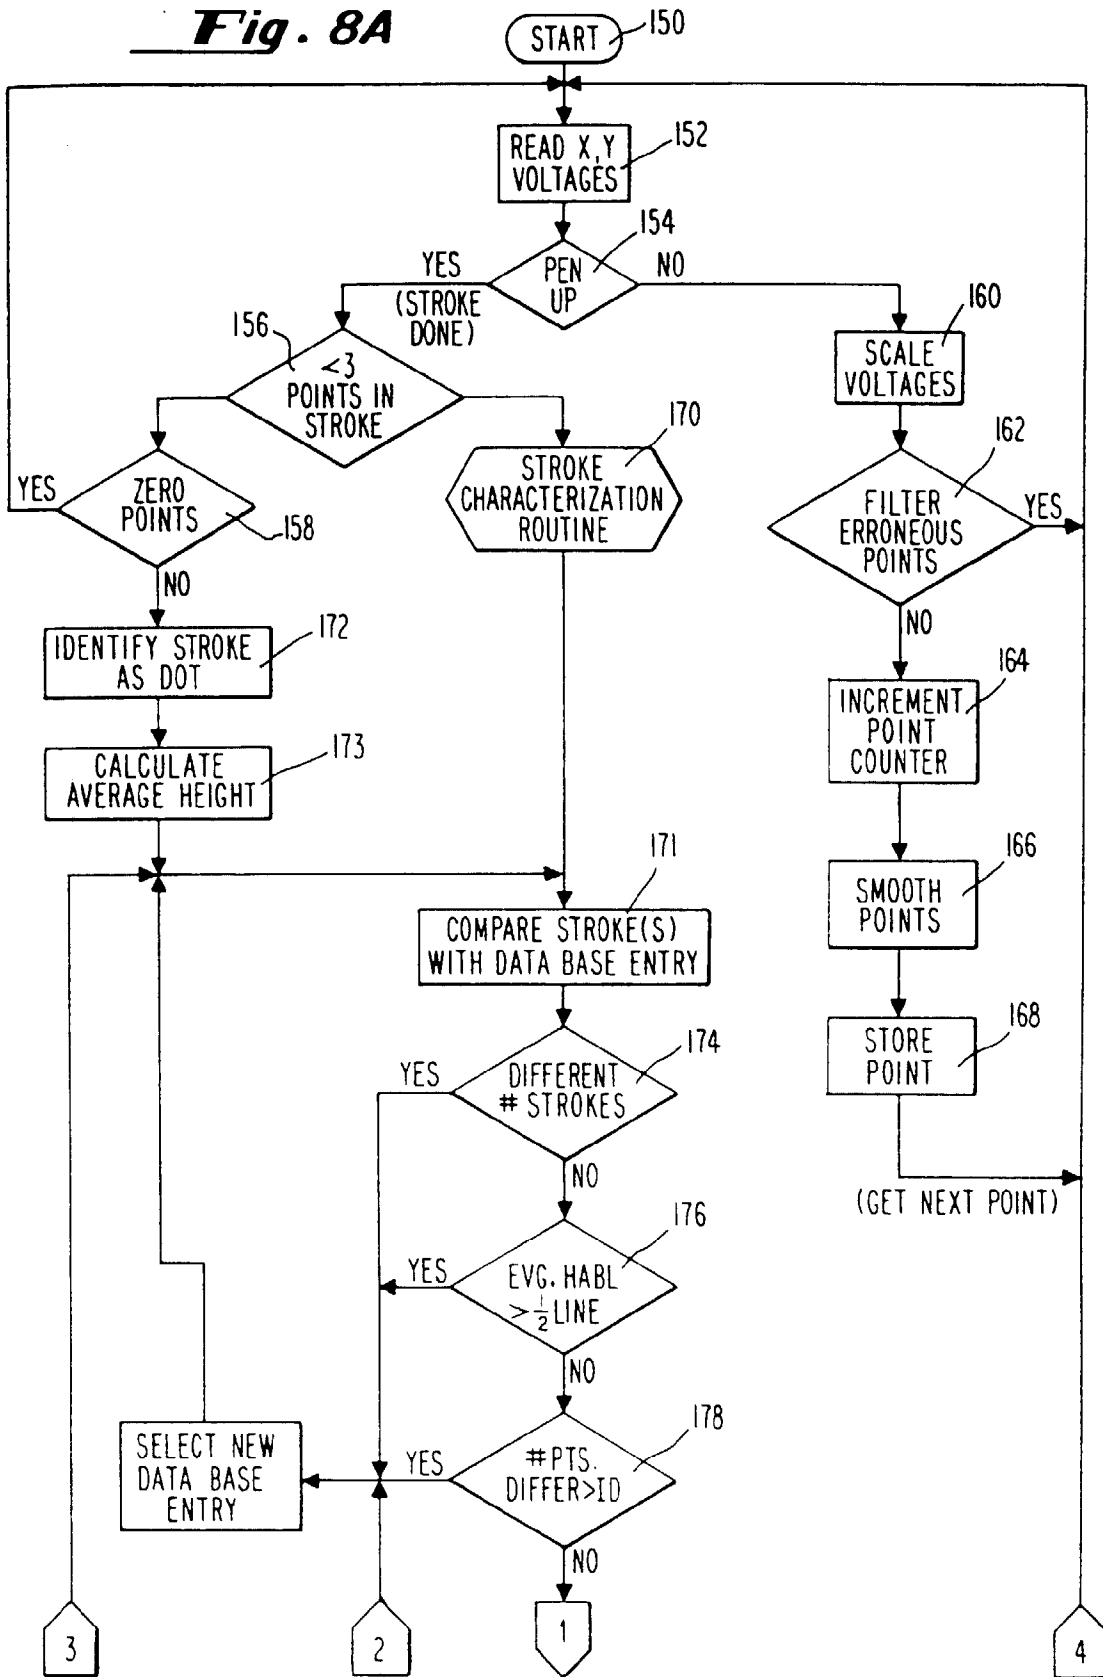 Fig. 8A
START
150
READ X,Y
VOLTAGES
152
PEN
UP
154
YES
(STROKE
DONE)
NO
<3
POINTS IN
STROKE
156
SCALE
VOLTAGES
160
ZERO
POINTS
158
YES
NO
STROKE
CHARACTERIZATION
ROUTINE
170
FILTER
ERRONEOUS
POINTS
162
YES
NO
IDENTIFY STROKE
AS DOT
172
INCREMENT
POINT
COUNTER
164
CALCULATE
AVERAGE HEIGHT
173
SMOOTH
POINTS
166
COMPARE STROKE(S)
WITH DATA BASE ENTRY
171
STORE
POINT
168
(GET NEXT POINT)
DIFFERENT
# STROKES
174
YES
NO
EVG. HABL
>½ LINE
176
YES
NO
#PTS.
DIFFER>ID
178
YES
NO
SELECT NEW
DATA BASE
ENTRY
3
2
1
4